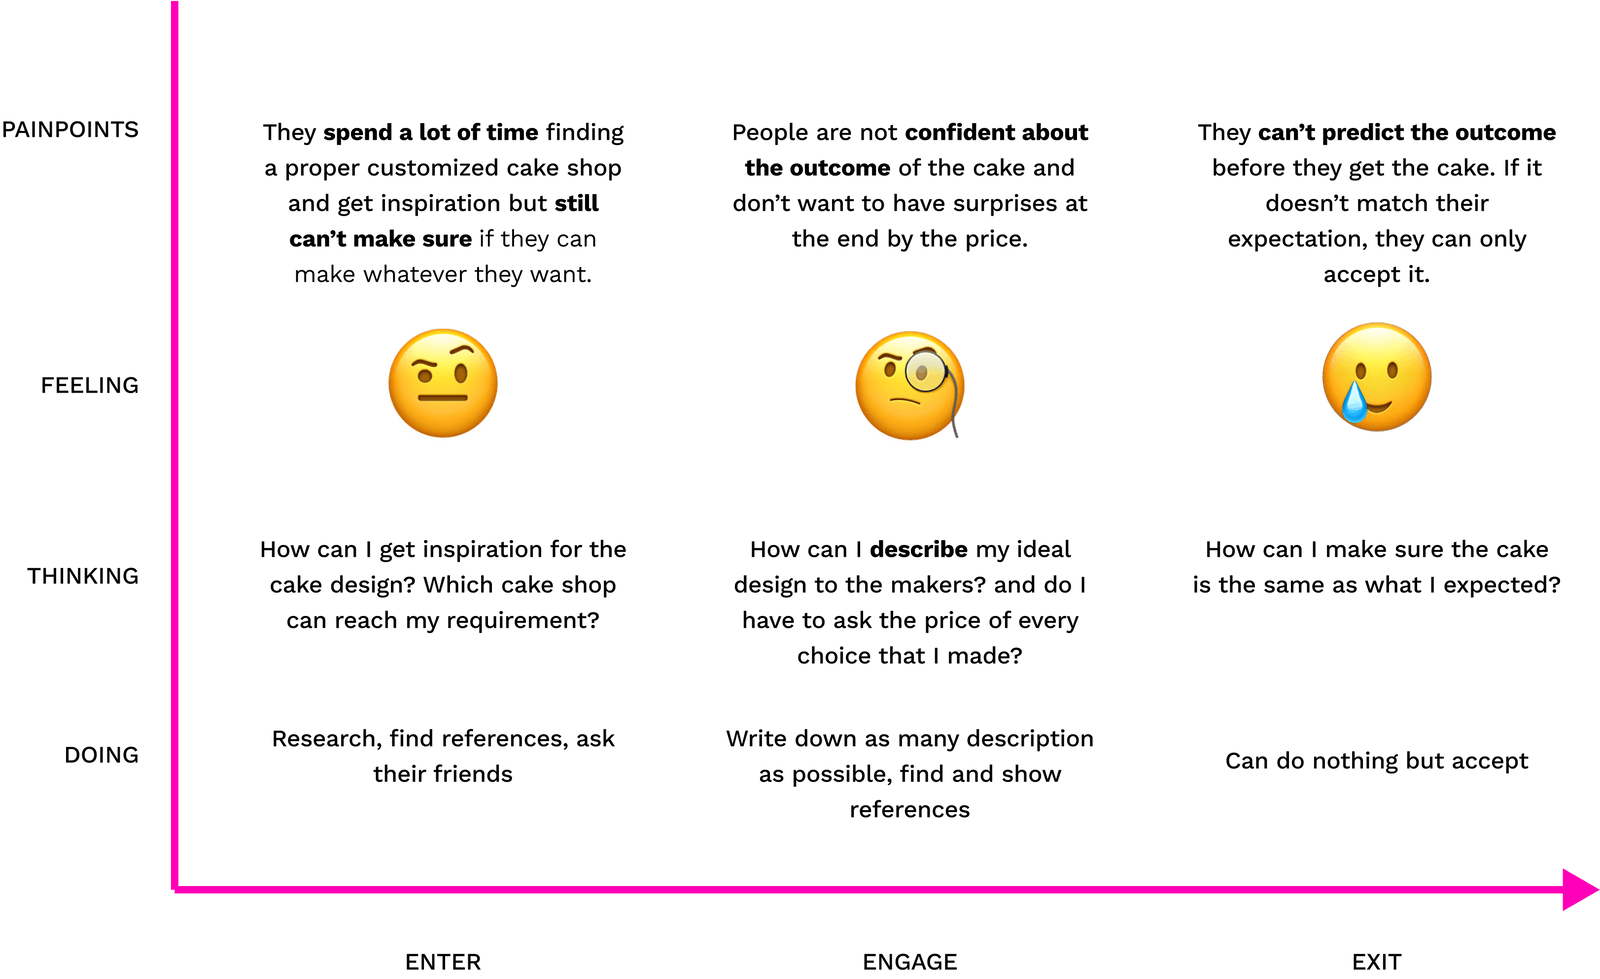 PAINPOINTS
They spend a lot of time finding
a proper customized cake shop
and get inspiration but still
can't make sure if they can
make whatever they want.
People are not confident about
the outcome of the cake and
don't want to have surprises at
the end by the price.
They can't predict the outcome
before they get the cake. If it
doesn't match their
expectation, they can only
accept it.
FEELING
THINKING
How can I get inspiration for the
cake design? Which cake shop
can reach my requirement?
How can I describe my ideal
design to the makers? and do I
have to ask the price of every
choice that I made?
How can I make sure the cake
is the same as what I expected?
DOING
Research, find references, ask
their friends
Write down as many description
as possible, find and show
references
Can do nothing but accept
ENTER
ENGAGE
EXIT